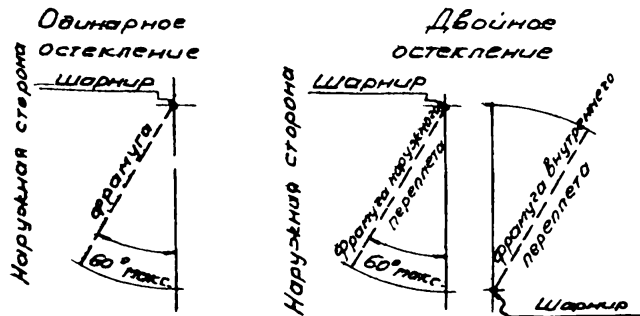 Одинарное
остекление
Наружная сторона
Шарнир
фрамуга
60° макс.
Двойное
остекление
Наружная сторона
Шарнир
фрамуга наружного
переплета
60° макс.
фрамуга внутреннего
переплета
Шарнир